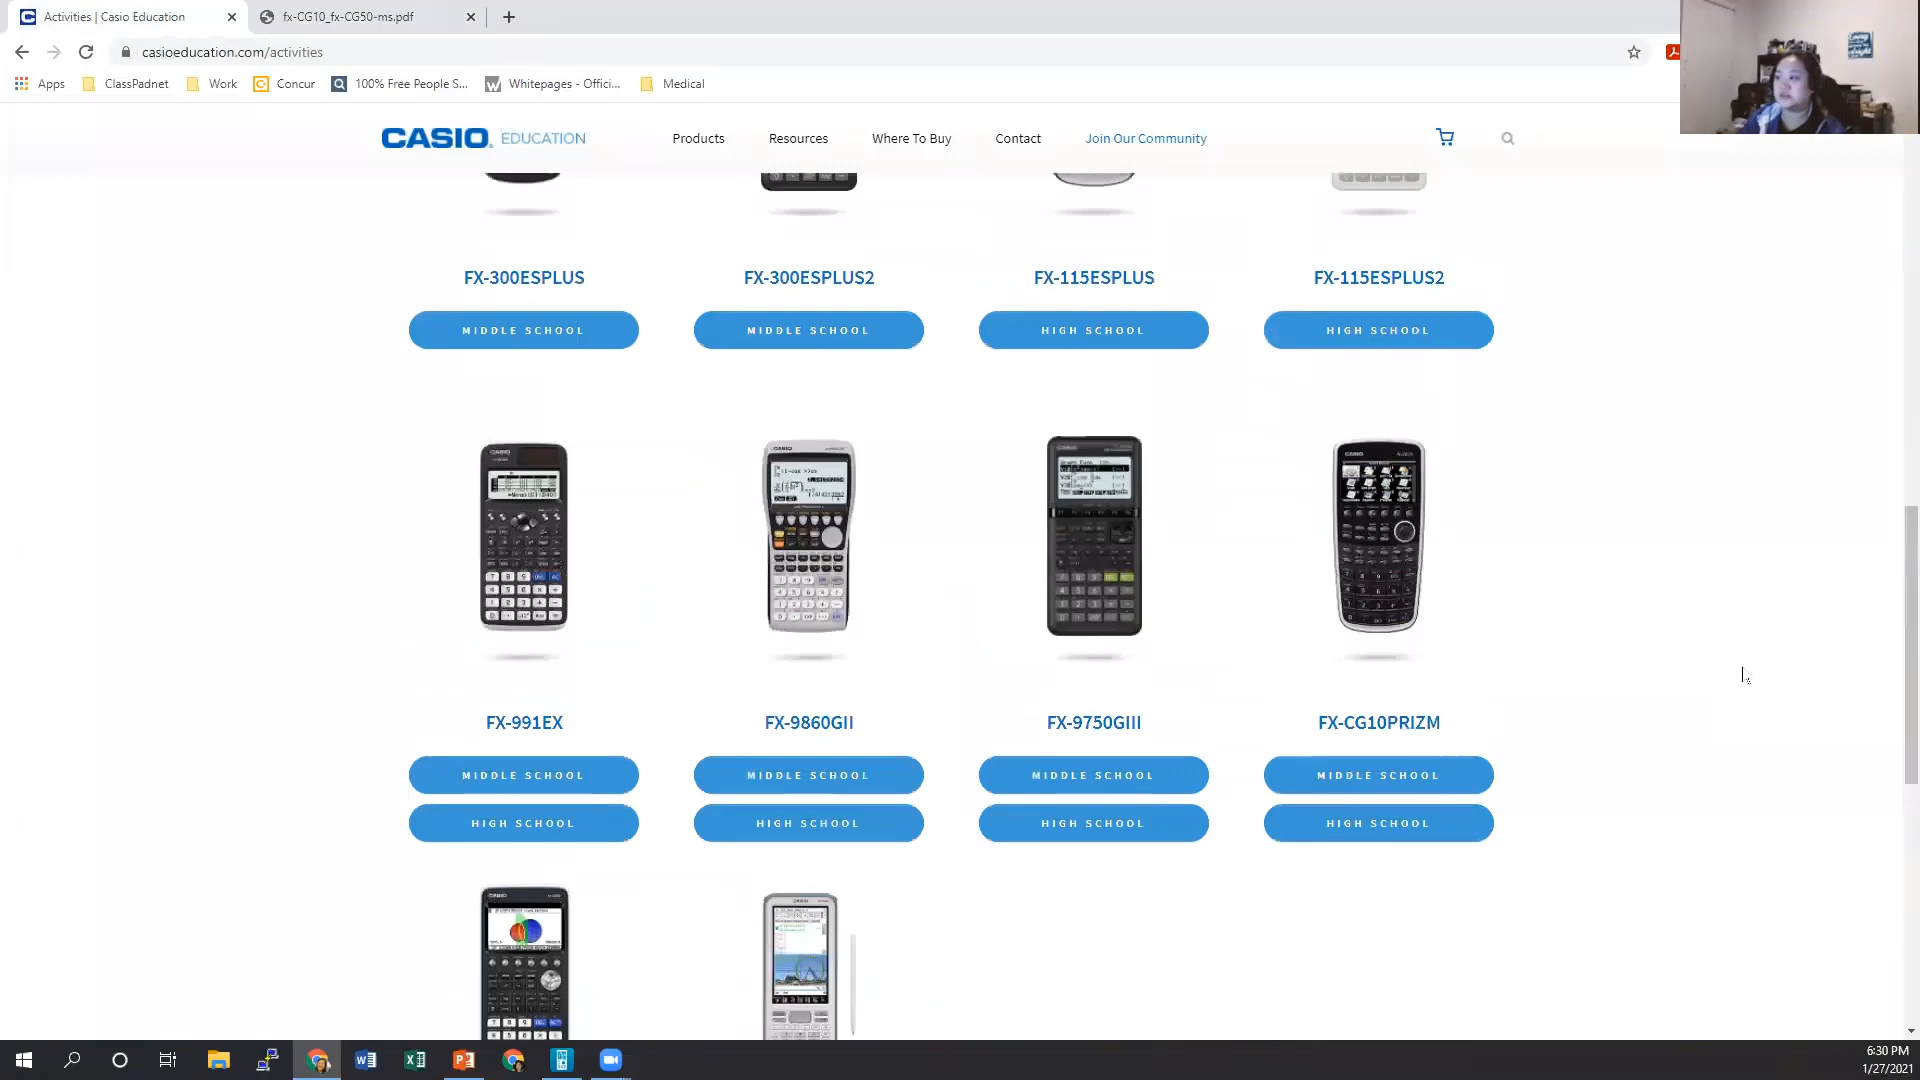 Activities | Casio Education
fx-CG10_fx-CG50-ms.pdf
casioeducation.com/activities
Apps
ClassPadnet
Work
Concur
100% Free People S...
Whitepages - Offici...
Medical
CASIO EDUCATION
Products
Resources
Where To Buy
Contact
Join Our Community
FX-300ESPLUS
FX-300ESPLUS2
FX-115ESPLUS
FX-115ESPLUS2
MIDDLE SCHOOL
MIDDLE SCHOOL
HIGH SCHOOL
HIGH SCHOOL
FX-991EX
FX-9860GII
FX-9750GIII
FX-CG10PRIZM
MIDDLE SCHOOL
MIDDLE SCHOOL
MIDDLE SCHOOL
MIDDLE SCHOOL
HIGH SCHOOL
HIGH SCHOOL
HIGH SCHOOL
HIGH SCHOOL
6:30 PM
1/27/2021